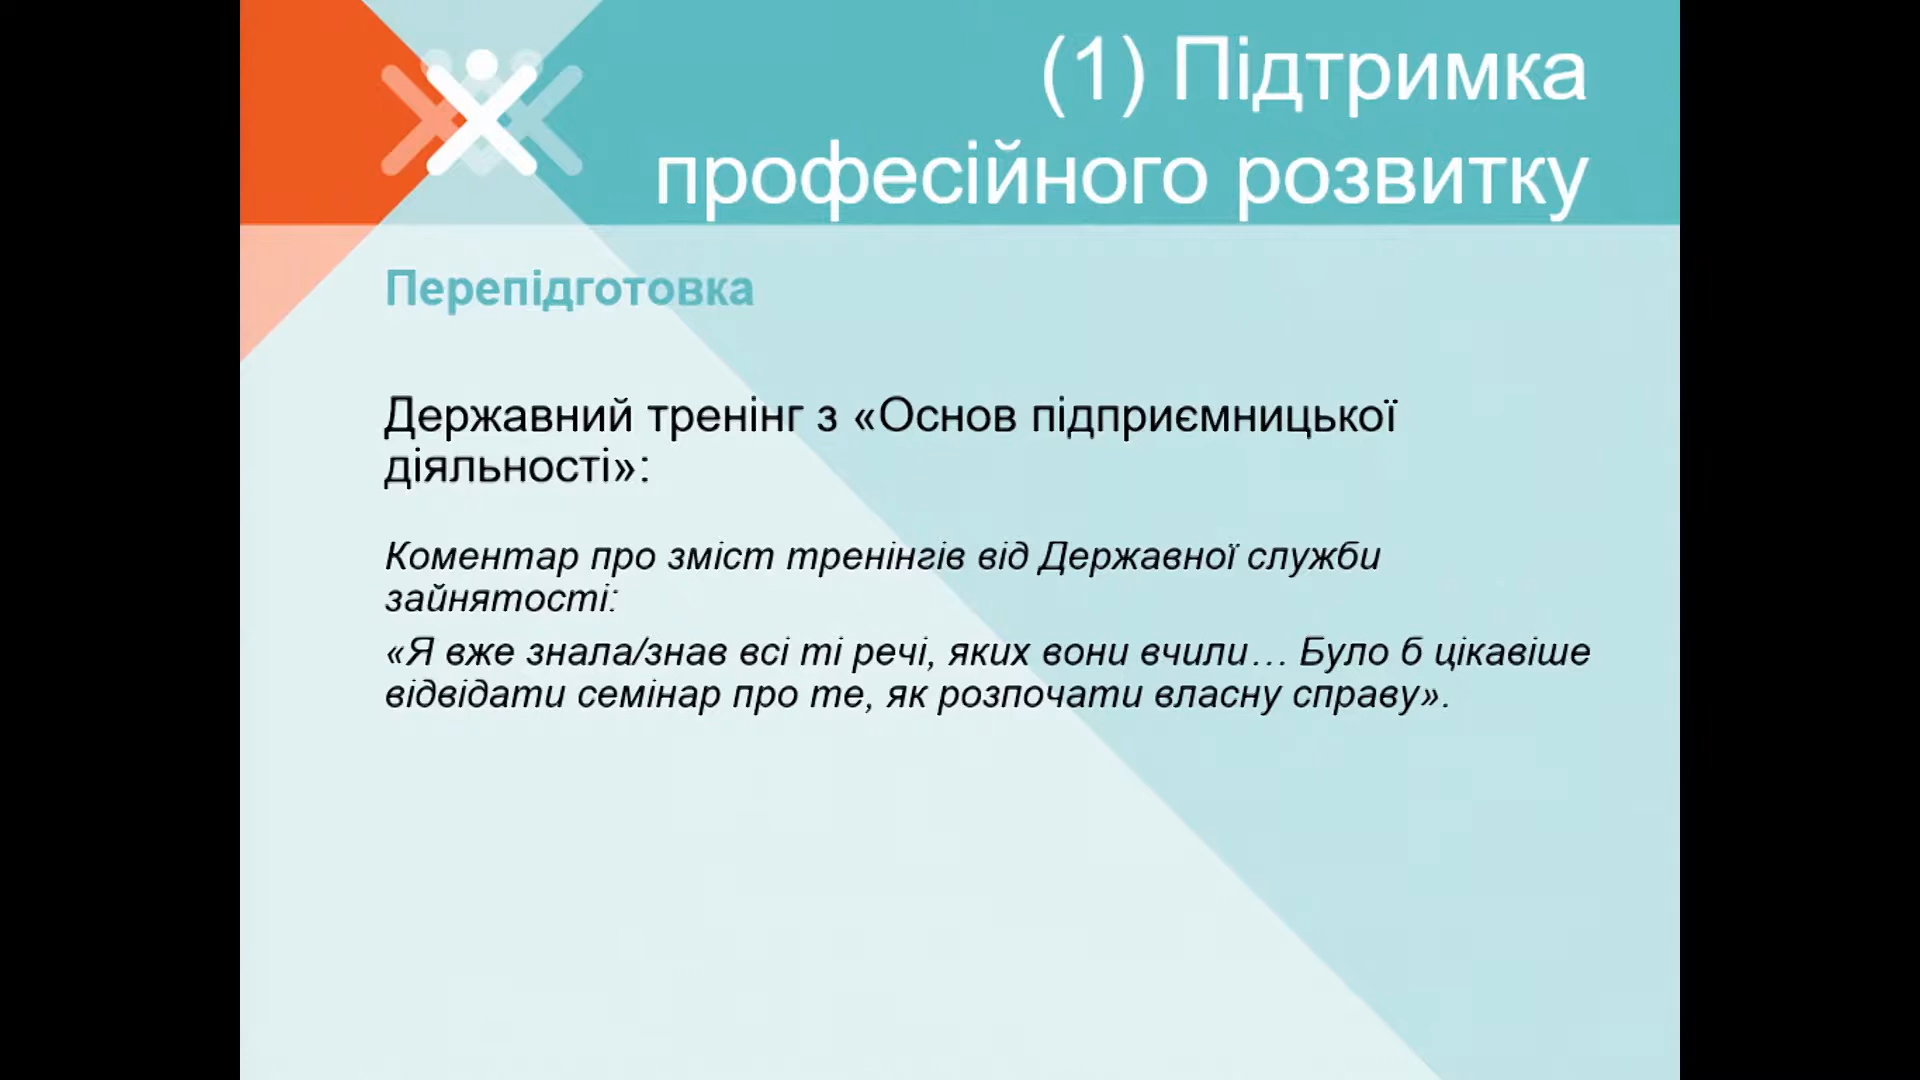 (1) Підтримка
професійного розвитку
Перепідготовка
Державний тренінг з «Основ підприємницької
діяльності»:
Коментар про зміст тренінгів від Державної служби
зайнятості:
«Я вже знала/знав всі ті речі, яких вони вчили… Було б цікавіше
відвідати семінар про те, як розпочати власну справу».